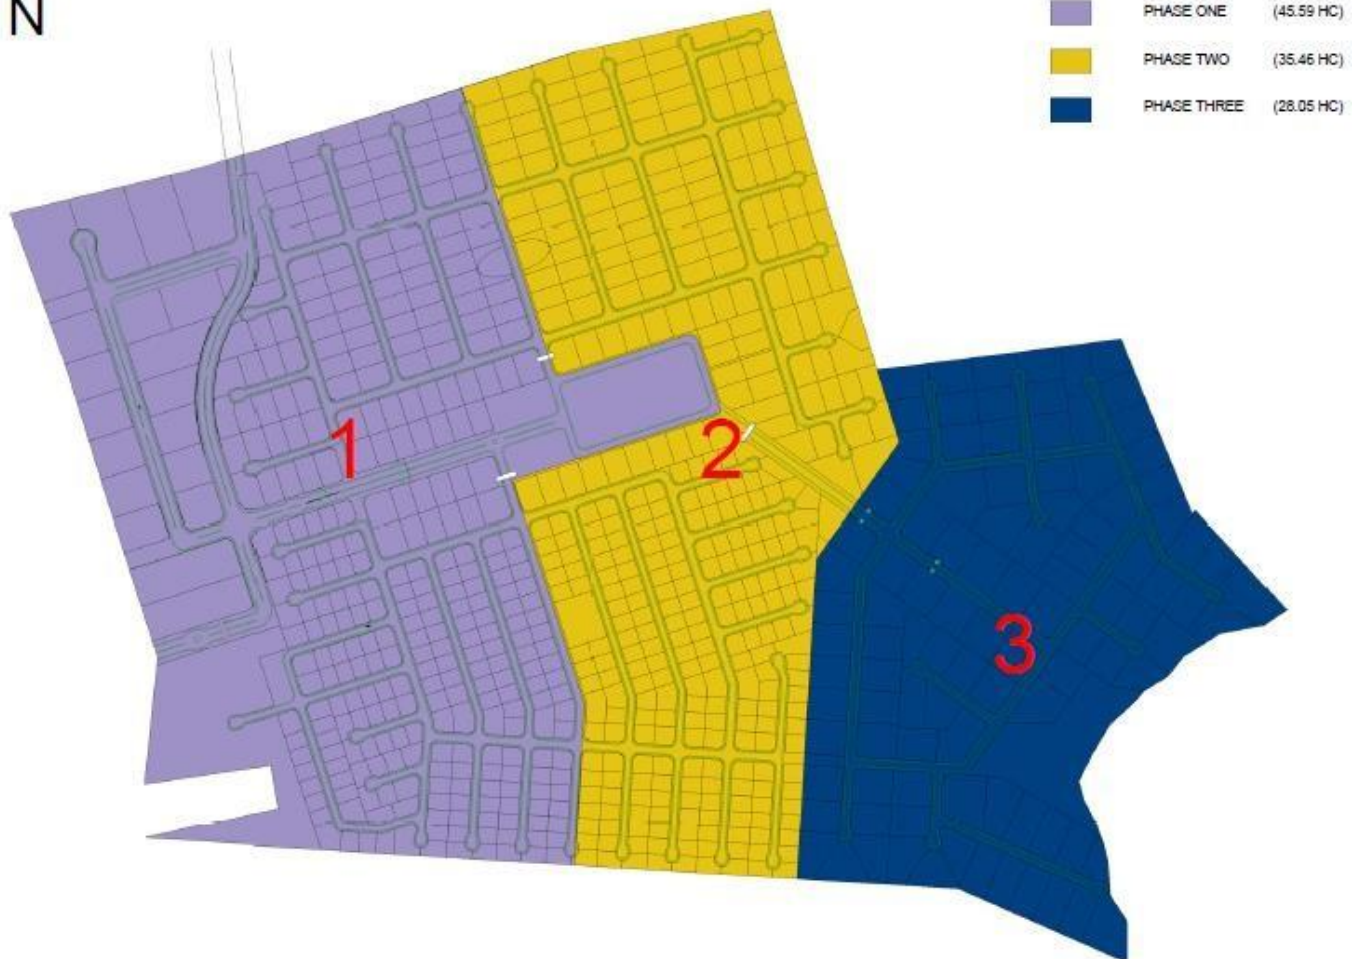 N
PHASE ONE (45.59 HC)
PHASE TWO (35.46 HC)
PHASE THREE (28.05 HC)
1
2
3